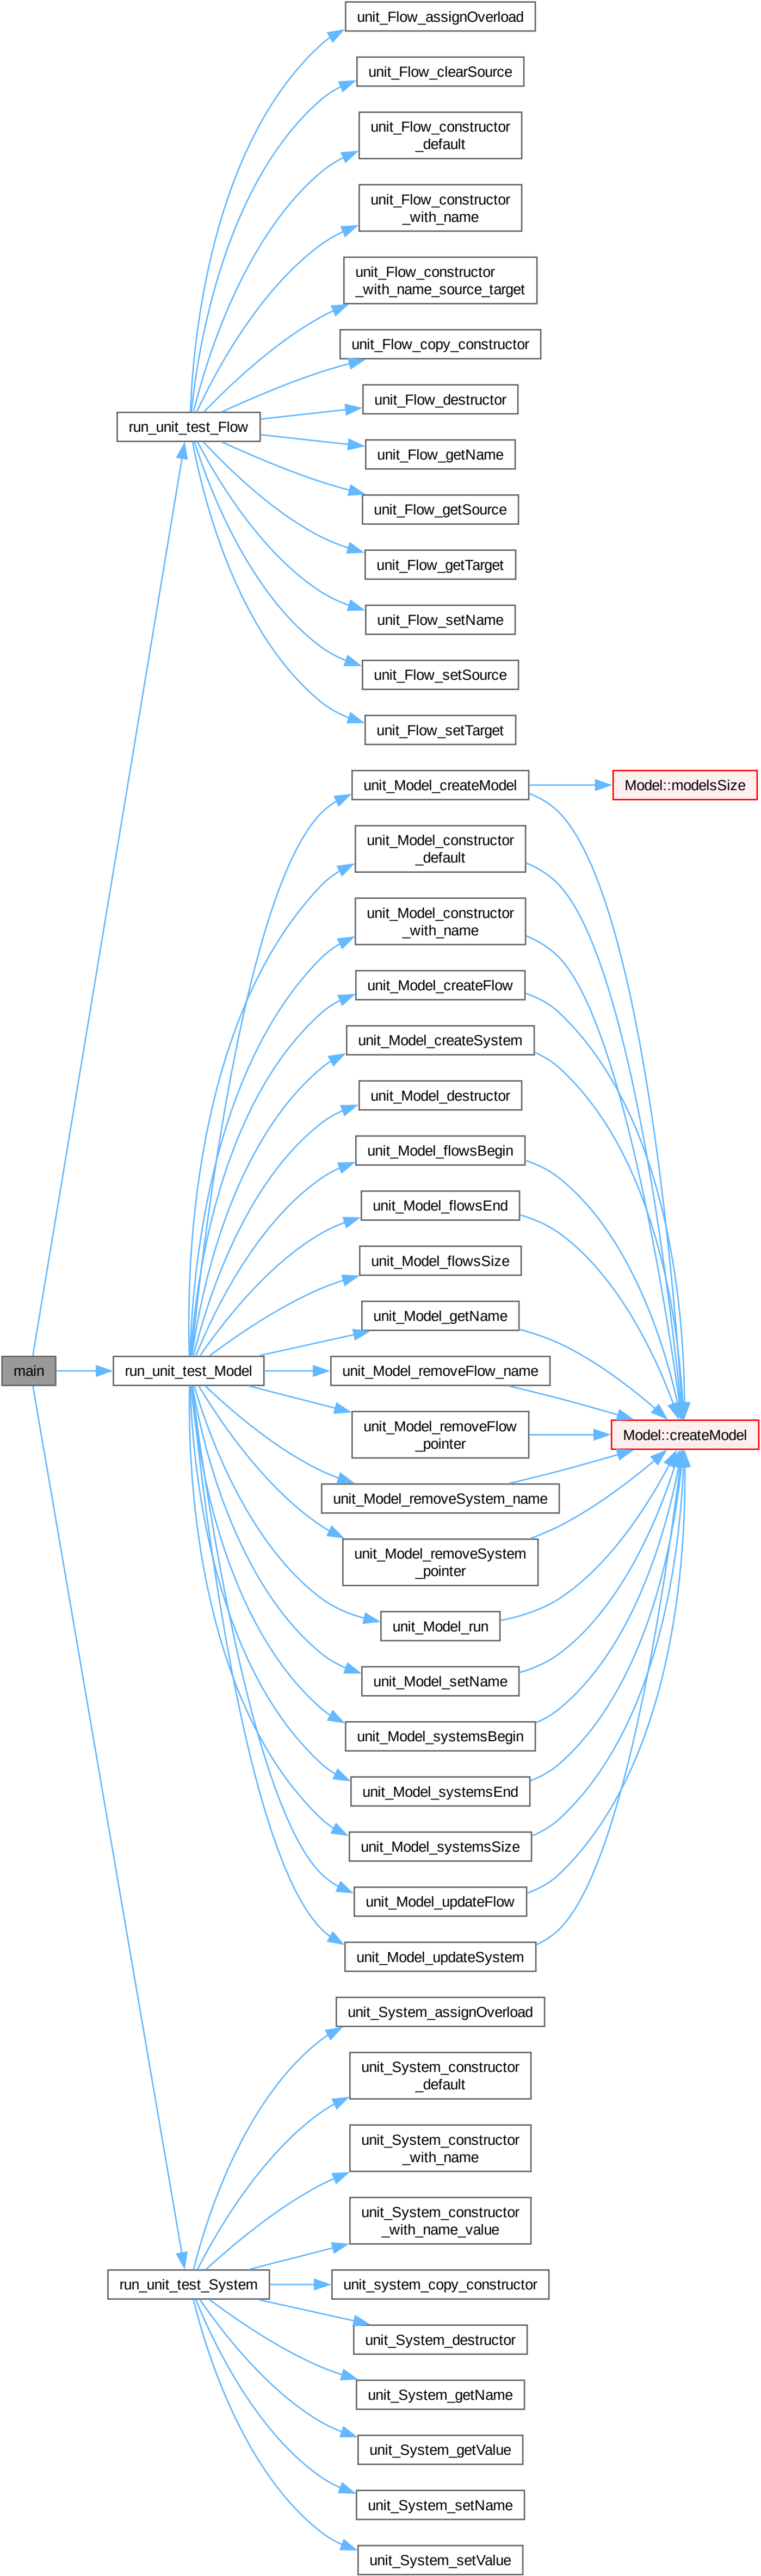 unit_Flow_assignOverload
unit_Flow_clearSource
unit_Flow_constructor
_default
unit_Flow_constructor
_with_name
unit_Flow_constructor
_with_name_source_target
unit_Flow_copy_constructor
unit_Flow_destructor
run_unit_test_Flow
unit_Flow_getName
unit_Flow_getSource
unit_Flow_getTarget
unit_Flow_setName
unit_Flow_setSource
unit_Flow_setTarget
unit_Model_createModel
Model::modelsSize
unit_Model_constructor
_default
unit_Model_constructor
_with_name
unit_Model_createFlow
unit_Model_createSystem
unit_Model_destructor
unit_Model_flowsBegin
unit_Model_flowsEnd
unit_Model_flowsSize
unit_Model_getName
main
run_unit_test_Model
unit_Model_removeFlow_name
unit_Model_removeFlow
_pointer
Model::createModel
unit_Model_removeSystem_name
unit_Model_removeSystem
_pointer
unit_Model_run
unit_Model_setName
unit_Model_systemsBegin
unit_Model_systemsEnd
unit_Model_systemsSize
unit_Model_updateFlow
unit_Model_updateSystem
unit_System_assignOverload
unit_System_constructor
_default
unit_System_constructor
_with_name
unit_System_constructor
_with_name_value
run_unit_test_System
unit_system_copy_constructor
unit_System_destructor
unit_System_getName
unit_System_getValue
unit_System_setName
unit_System_setValue